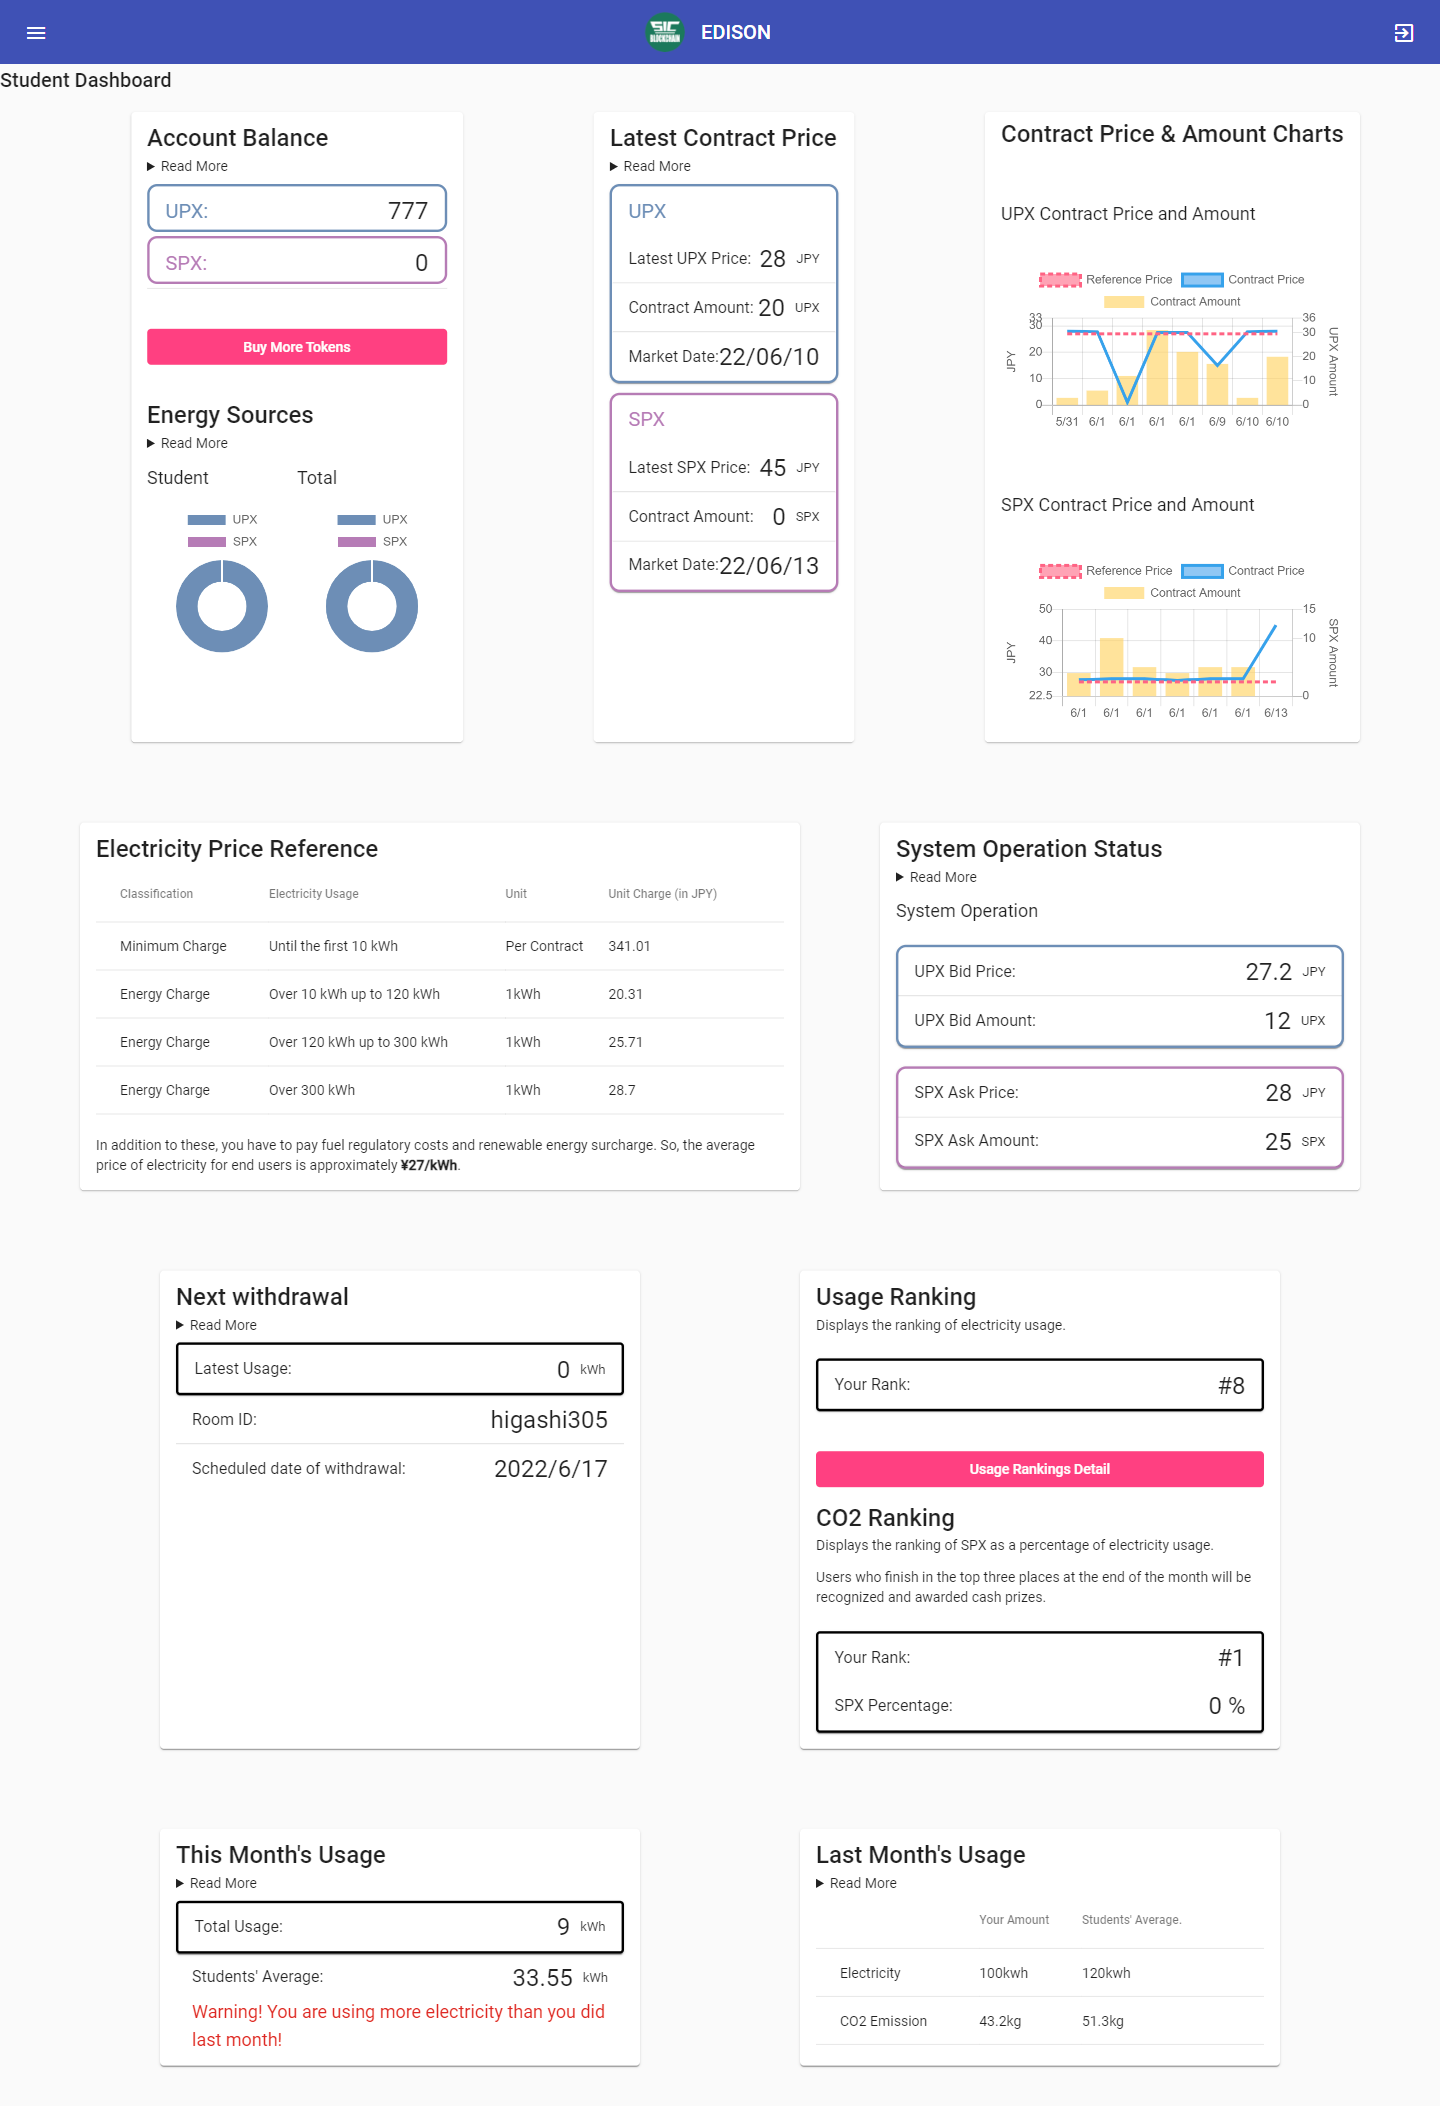 SIC
BLOCKCHAIN
EDISON
Student Dashboard
Account Balance
Read More
UPX: 777
SPX: 0
Buy More Tokens
Energy Sources
Read More
Student Total
UPX
SPX
UPX
SPX
Latest Contract Price
Read More
UPX
Latest UPX Price: 28 JPY
Contract Amount: 20 UPX
Market Date: 22/06/10
SPX
Latest SPX Price: 45 JPY
Contract Amount: 0 SPX
Market Date: 22/06/13
Contract Price & Amount Charts
UPX Contract Price and Amount
Reference Price Contract Price
Contract Amount
33
30
20
10
0
JPY
36
30
20
10
0
UPX Amount
5/31 6/1 6/1 6/1 6/1 6/9 6/10 6/10
SPX Contract Price and Amount
Reference Price Contract Price
Contract Amount
50
40
30
22.5
JPY
15
10
0
SPX Amount
6/1 6/1 6/1 6/1 6/1 6/1 6/13
Electricity Price Reference
Classification Electricity Usage Unit Unit Charge (in JPY)
Minimum Charge Until the first 10 kWh Per Contract 341.01
Energy Charge Over 10 kWh up to 120 kWh 1kWh 20.31
Energy Charge Over 120 kWh up to 300 kWh 1kWh 25.71
Energy Charge Over 300 kWh 1kWh 28.7
In addition to these, you have to pay fuel regulatory costs and renewable energy surcharge. So, the average
price of electricity for end users is approximately ¥27/kWh.
System Operation Status
Read More
System Operation
UPX Bid Price: 27.2 JPY
UPX Bid Amount: 12 UPX
SPX Ask Price: 28 JPY
SPX Ask Amount: 25 SPX
Next withdrawal
Read More
Latest Usage: 0 kWh
Room ID: higashi305
Scheduled date of withdrawal: 2022/6/17
Usage Ranking
Displays the ranking of electricity usage.
Your Rank: #8
Usage Rankings Detail
CO2 Ranking
Displays the ranking of SPX as a percentage of electricity usage.
Users who finish in the top three places at the end of the month will be
recognized and awarded cash prizes.
Your Rank: #1
SPX Percentage: 0 %
This Month's Usage
Read More
Total Usage: 9 kWh
Students' Average: 33.55 kWh
Warning! You are using more electricity than you did
last month!
Last Month's Usage
Read More
Your Amount Students' Average.
Electricity 100kwh 120kwh
CO2 Emission 43.2kg 51.3kg